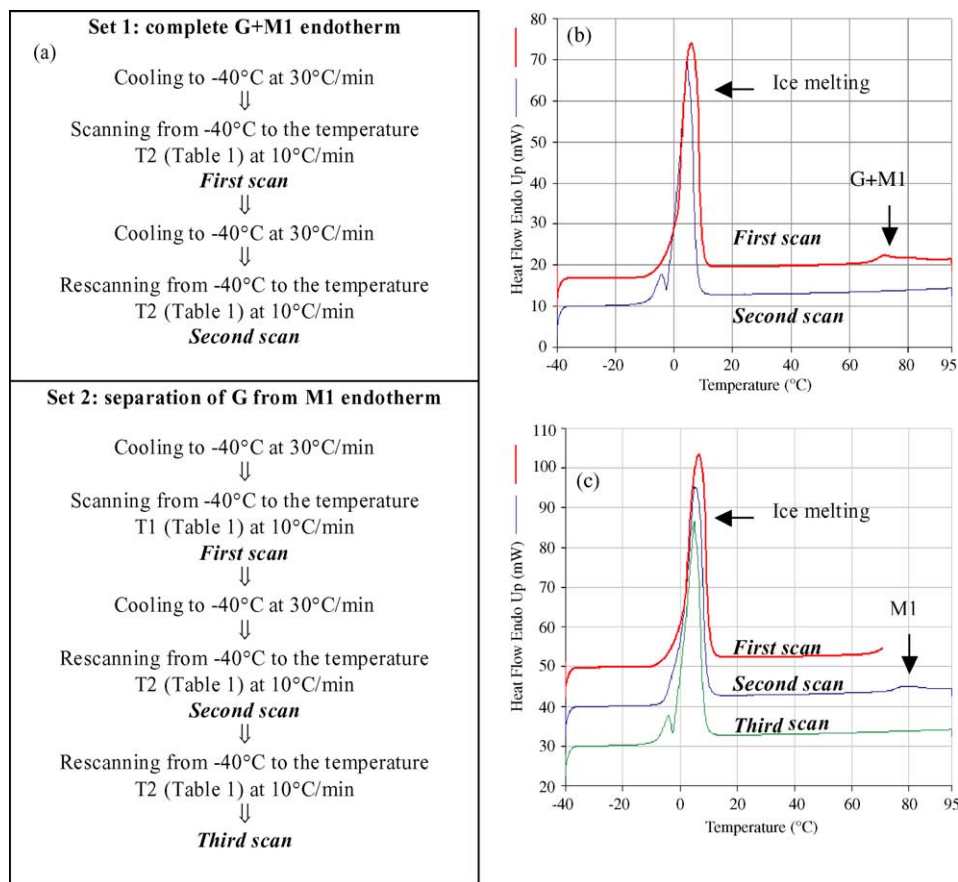 (a)
Set 1: complete G+M1 endotherm
Cooling to -40°C at 30°C/min
⇓
Scanning from -40°C to the temperature
T2 (Table 1) at 10°C/min
First scan
⇓
Cooling to -40°C at 30°C/min
⇓
Rescanning from -40°C to the temperature
T2 (Table 1) at 10°C/min
Second scan
Set 2: separation of G from M1 endotherm
Cooling to -40°C at 30°C/min
⇓
Scanning from -40°C to the temperature
T1 (Table 1) at 10°C/min
First scan
⇓
Cooling to -40°C at 30°C/min
⇓
Rescanning from -40°C to the temperature
T2 (Table 1) at 10°C/min
Second scan
⇓
Rescanning from -40°C to the temperature
T2 (Table 1) at 10°C/min
⇓
Third scan
(b)
Heat Flow Endo Up (mW)
80
70
60
50
40
30
20
10
0
Ice melting
G+M1
First scan
Second scan
-40 -20 0 20 40 60 80 95
Temperature (°C)
(c)
Heat Flow Endo Up (mW)
110
100
90
80
70
60
50
40
30
20
Ice melting
M1
First scan
Second scan
Third scan
-40 -20 0 20 40 60 80 95
Temperature (°C)